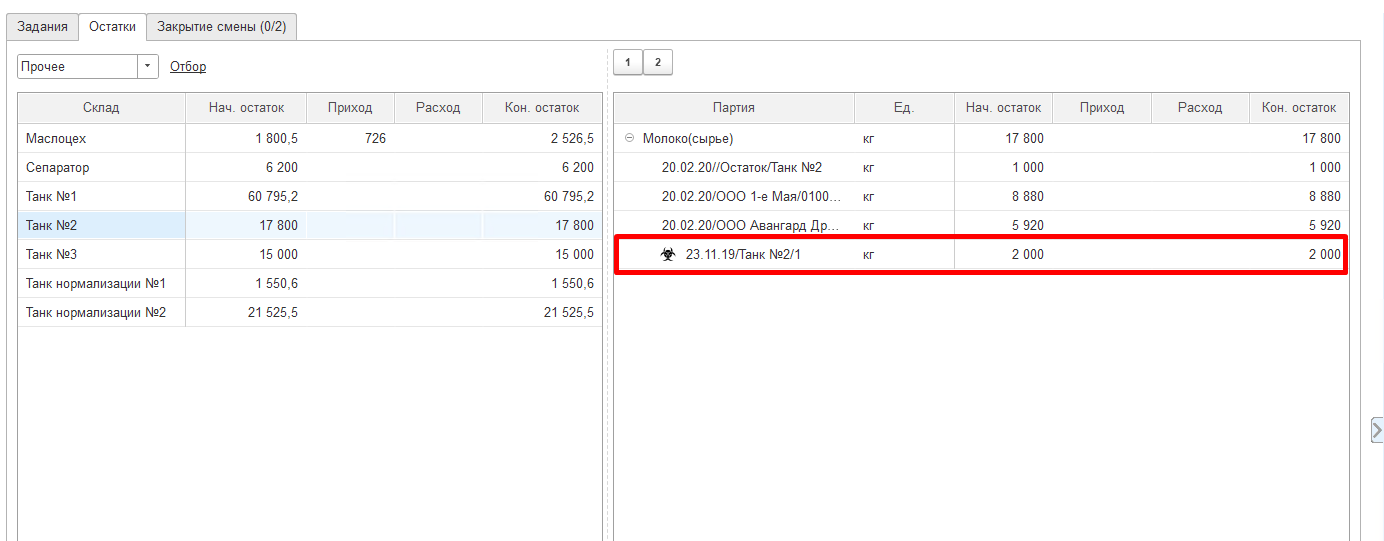 Задания Остатки Закрытие смены (0/2)
Прочее Отбор
1 2
Склад Нач. остаток Приход Расход Кон. остаток
Маслоцех 1 800,5 726 2 526,5
Сепаратор 6 200 6 200
Танк №1 60 795,2 60 795,2
Танк №2 17 800 17 800
Танк №3 15 000 15 000
Танк нормализации №1 1 550,6 1 550,6
Танк нормализации №2 21 525,5 21 525,5
Партия Ед. Нач. остаток Приход Расход Кон. остаток
Молоко(сырье) кг 17 800 17 800
20.02.20//Остаток/Танк №2 кг 1 000 1 000
20.02.20/ООО 1-е Мая/0100... кг 8 880 8 880
20.02.20/ООО Авангард Др... кг 5 920 5 920
23.11.19/Танк №2/1 кг 2 000 2 000